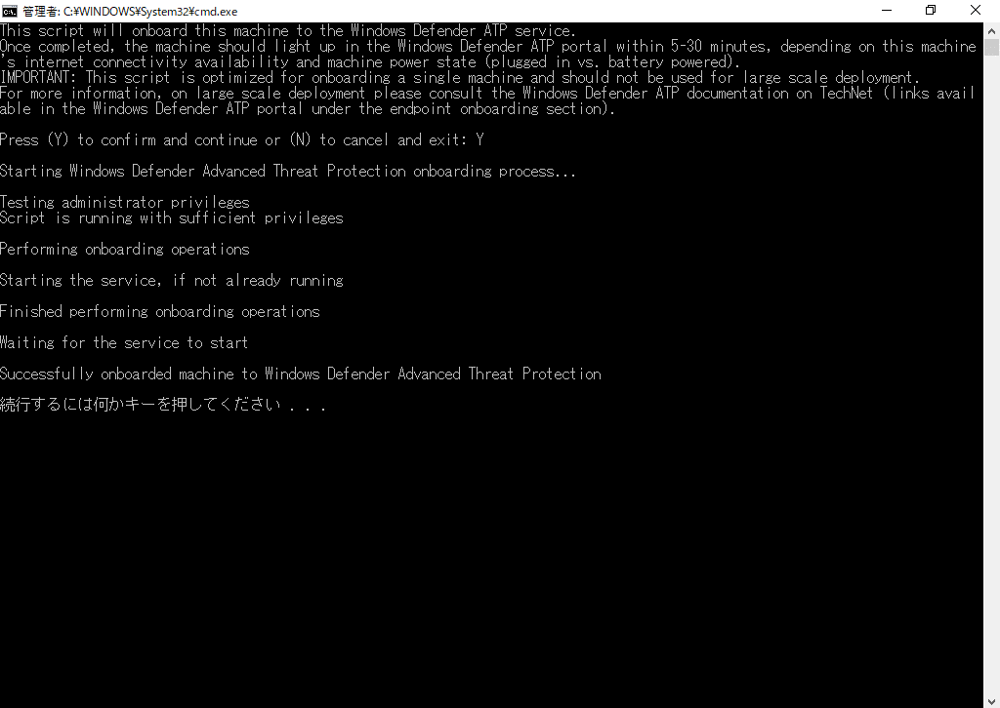 管理者: C:¥WINDOWS¥System32¥cmd.exe
This script will onboard this machine to the Windows Defender ATP service.
Once completed, the machine should light up in the Windows Defender ATP portal within 5-30 minutes, depending on this machine
's internet connectivity availability and machine power state (plugged in vs. battery powered).
IMPORTANT: This script is optimized for onboarding a single machine and should not be used for large scale deployment.
For more information, on large scale deployment please consult the Windows Defender ATP documentation on TechNet (links avail
able in the Windows Defender ATP portal under the endpoint onboarding section).
Press (Y) to confirm and continue or (N) to cancel and exit: Y
Starting Windows Defender Advanced Threat Protection onboarding process...
Testing administrator privileges
Script is running with sufficient privileges
Performing onboarding operations
Starting the service, if not already running
Finished performing onboarding operations
Waiting for the service to start
Successfully onboarded machine to Windows Defender Advanced Threat Protection
続行するには何かキーを押してください . . .